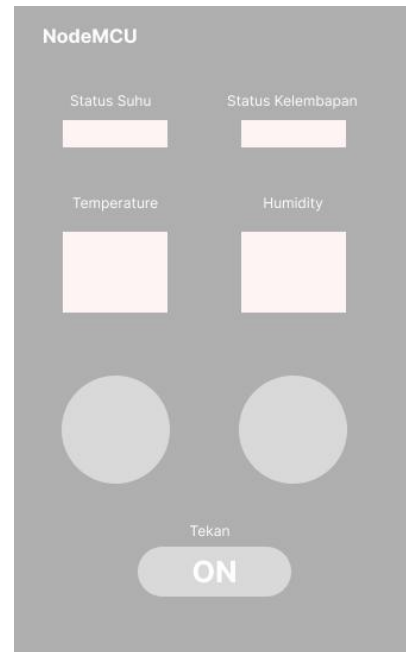 NodeMCU
Status Suhu
Status Kelembapan
Temperature
Humidity
Tekan
ON